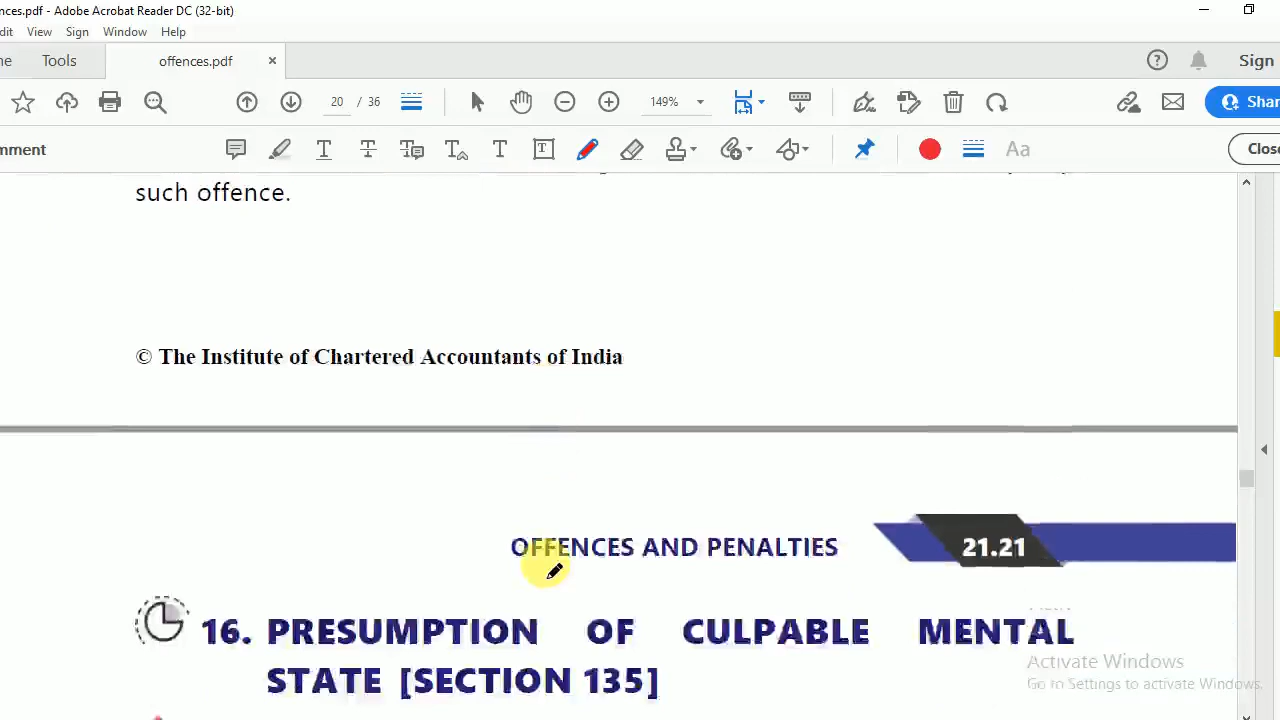 nces.pdf - Adobe Acrobat Reader DC (32-bit)
dit View Sign Window Help
ne Tools offences.pdf × ? Sign
20 / 36 149% Shar
mment T T T T T T Aa Close
such offence.
© The Institute of Chartered Accountants of India
OFFENCES AND PENALTIES 21.21
16. PRESUMPTION OF CULPABLE MENTAL
STATE [SECTION 135]
Activate Windows
Go to Settings to activate Windows.